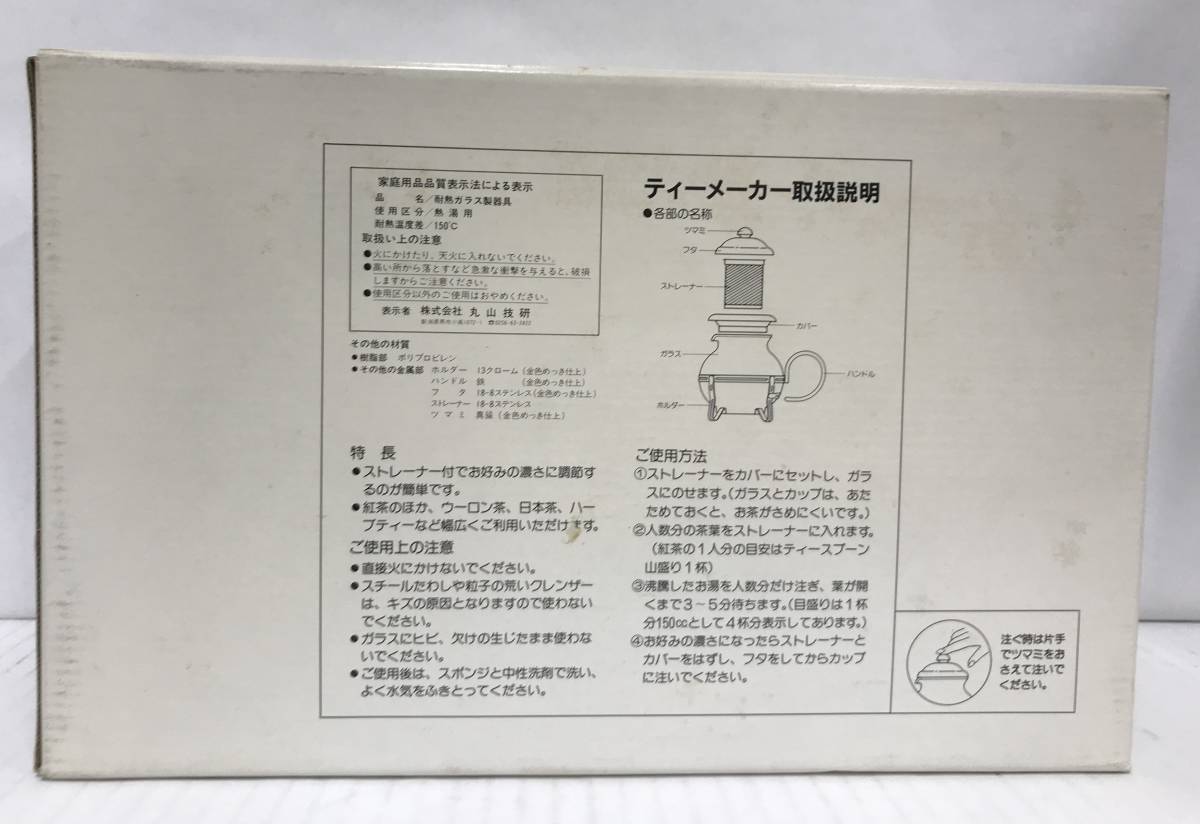 家庭用品品質表示法による表示
品　　名／耐熱ガラス製器具
使用区分／熱湯用
耐熱温度差／150℃
取扱い上の注意
●火にかけたり、天火に入れないでください。
●高い所から落とすなど急激な衝撃を与えると、破損
しますからご注意ください。
●使用区分以外のご使用はおやめください。
表示者　株式会社 丸山技研
その他の材質
●樹脂部　ポリプロピレン
●その他の金属部　ホルダー　13クローム（金色めっき仕上）
ハンドル　鉄　（金色めっき仕上）
フタ　18-8ステンレス（金色めっき仕上）
ストレーナー　18-8ステンレス
ツマミ　真鍮（金色めっき仕上）
特長
●ストレーナー付でお好みの濃さに調節す
るのが簡単です。
●紅茶のほか、ウーロン茶、日本茶、ハー
ブティーなど幅広くご利用いただけます。
ご使用上の注意
●直接火にかけないでください。
●スチールたわしや粒子の荒いクレンザー
は、キズの原因となりますので使わない
でください。
●ガラスにヒビ、欠けの生じたまま使わな
いでください。
●ご使用後は、スポンジと中性洗剤で洗い、
よく水気をふきとってください。
ティーメーカー取扱説明
●各部の名称
ツマミ
フタ
ストレーナー
カバー
ガラス
ハンドル
ホルダー
ご使用方法
①ストレーナーをカバーにセットし、ガラ
スにのせます。（ガラスとカップは、あた
ためておくと、お茶がさめにくいです。）
②人数分の茶葉をストレーナーに入れます。
（紅茶の1人分の目安はティースプーン
山盛り1杯）
③沸騰したお湯を人数分だけ注ぎ、葉が開
くまで3～5分待ちます。（目盛りは1杯
分150ccとして4杯分表示してあります。）
④お好みの濃さになったらストレーナーと
カバーをはずし、フタをしてからカップ
に注いでください。
注ぐ時は片手
でツマミをお
さえて注いで
ください。